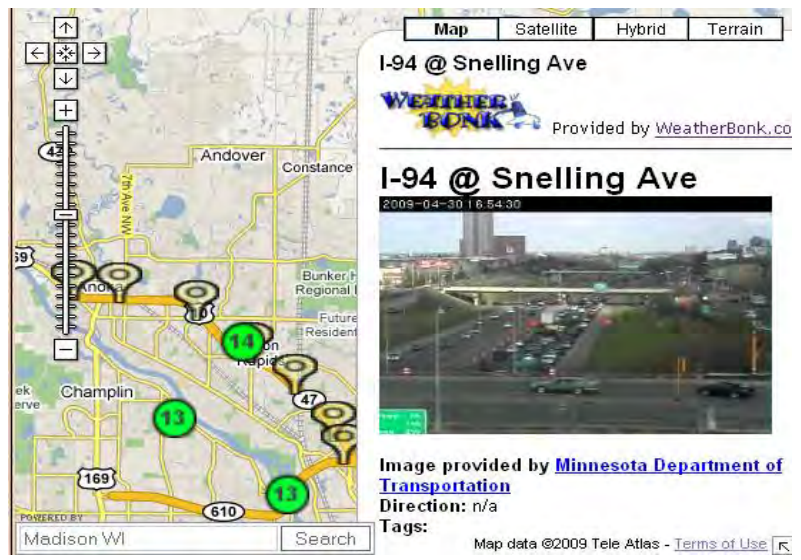 Map
Satellite
Hybrid
Terrain
I-94 @ Snelling Ave
WEATHER
BONK
Provided by WeatherBonk.co
I-94 @ Snelling Ave
2009-04-30 16:54:30
Image provided by Minnesota Department of
Transportation
Direction: n/a
Tags:
Map data ©2009 Tele Atlas - Terms of Use
Andover
Constance
7th Ave NW
Bunker H
Regional
Anoka
10
Future
Resident
14
Rapids
47
Champlin
13
169
13
610
POWERED BY
Madison WI
Search